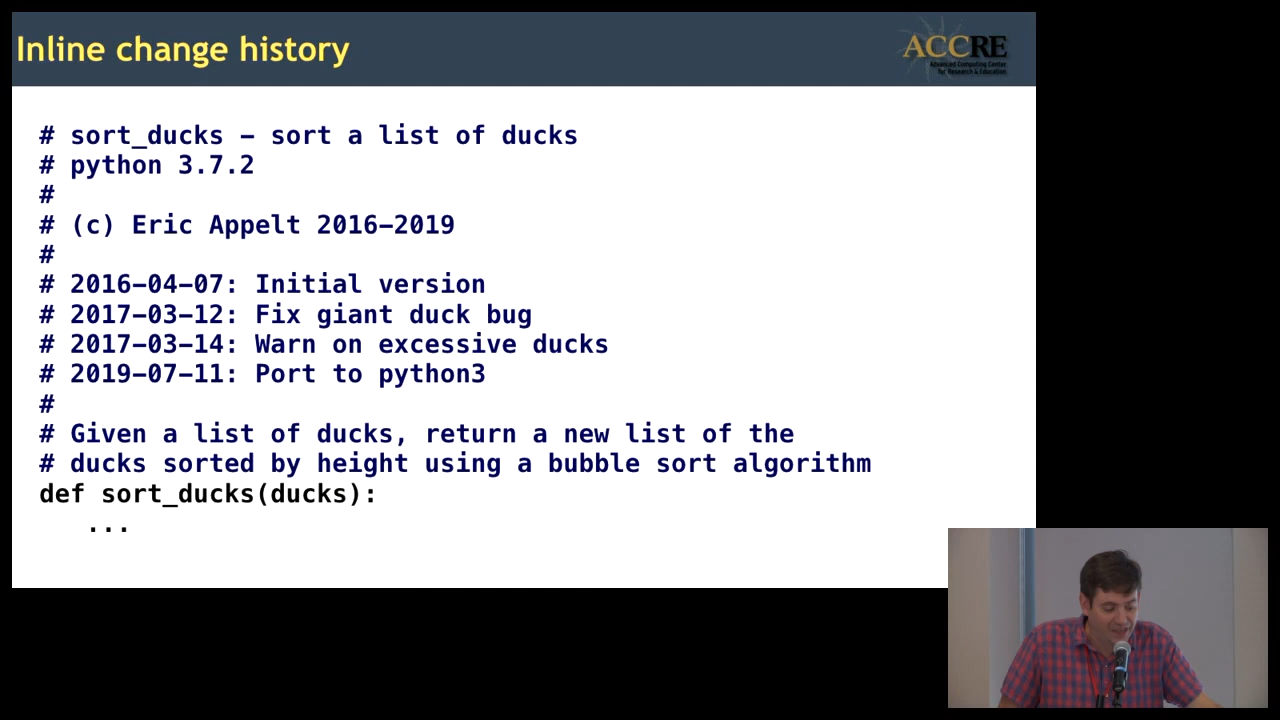 Inline change history
ACCRE
Advanced Computing Center
for Research & Education
# sort_ducks - sort a list of ducks
# python 3.7.2
#
# (c) Eric Appelt 2016-2019
#
# 2016-04-07: Initial version
# 2017-03-12: Fix giant duck bug
# 2017-03-14: Warn on excessive ducks
# 2019-07-11: Port to python3
#
# Given a list of ducks, return a new list of the
# ducks sorted by height using a bubble sort algorithm
def sort_ducks(ducks):
...